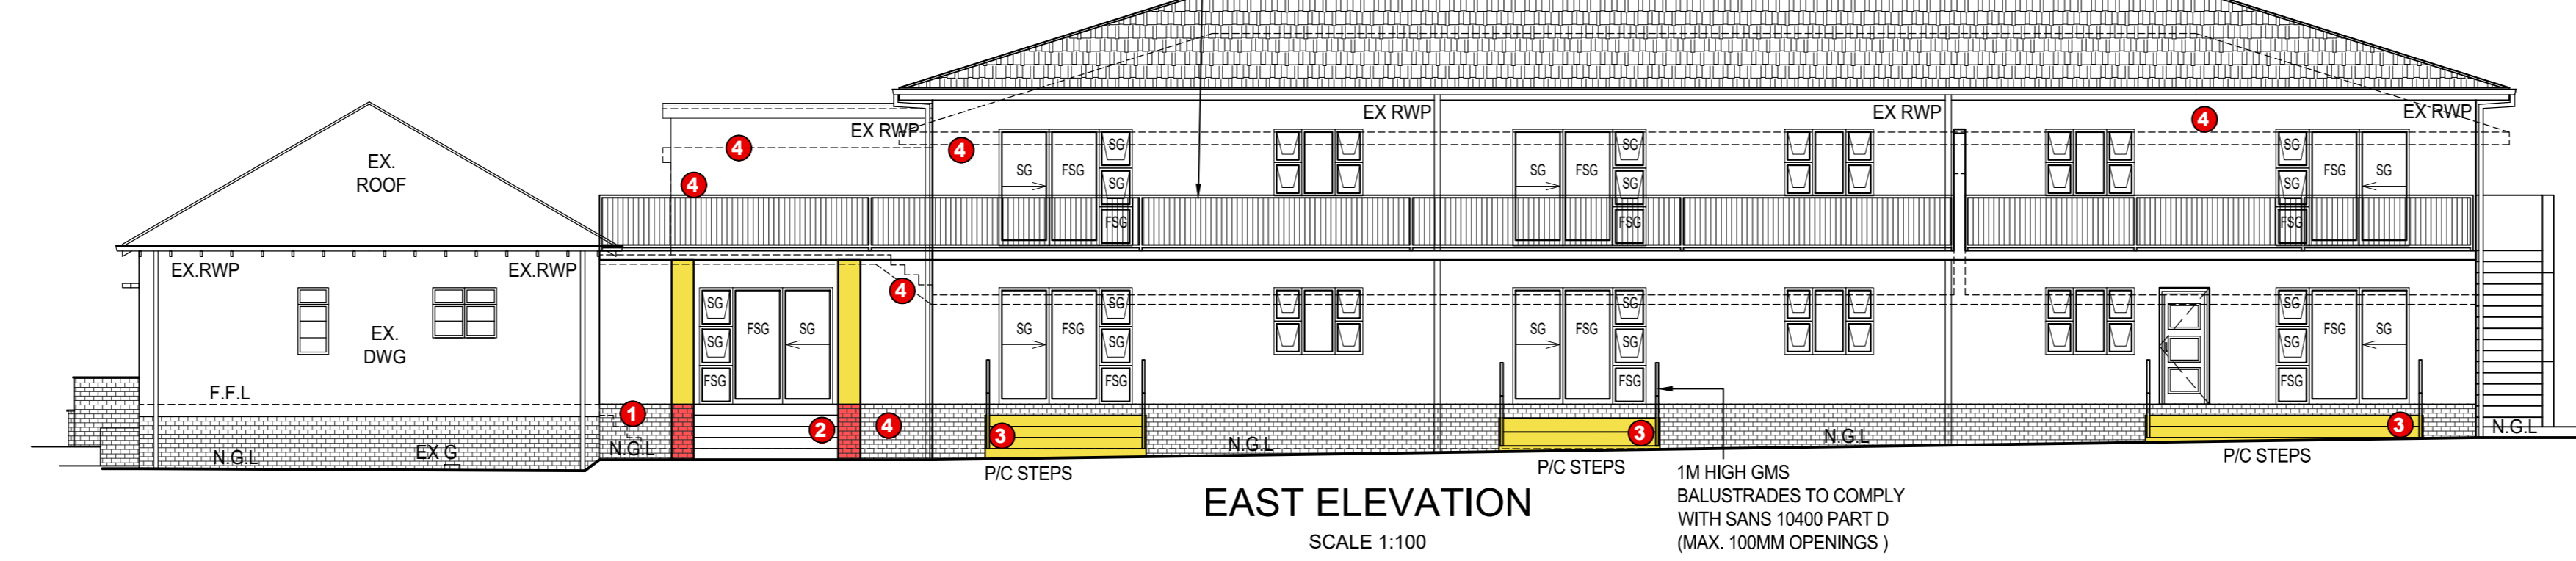 EX RWP
EX RWP
EX RWP
EX RWP
4
4
4
4
EX.
ROOF
SG
FSG
SG
SG
FSG
SG
FSG
SG
SG
FSG
SG
SG
FSG
FSG
SG
EX.RWP
EX.RWP
4
EX.
DWG
SG
SG
FSG
FSG
SG
SG
FSG
SG
SG
FSG
SG
FSG
SG
SG
FSG
SG
SG
FSG
FSG
SG
F.F.L
1
2
4
3
3
3
N.G.L
EX G
N.G.L
N.G.L
N.G.L
N.G.L
P/C STEPS
P/C STEPS
P/C STEPS
1M HIGH GMS
BALUSTRADES TO COMPLY
WITH SANS 10400 PART D
(MAX. 100MM OPENINGS )
EAST ELEVATION
SCALE 1:100